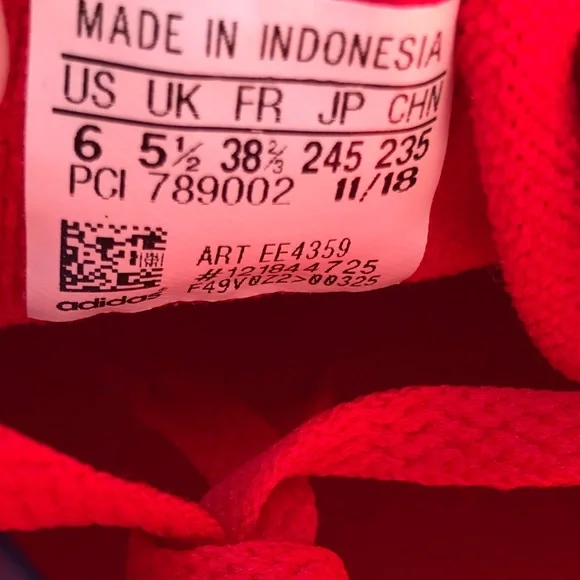 MADE IN INDONESIA
US UK FR JP CHN
6 5½ 38⅔ 245 235
PCI 789002 11/18
ART EE4359
#121844725
F49V0Z2>00325
adidas